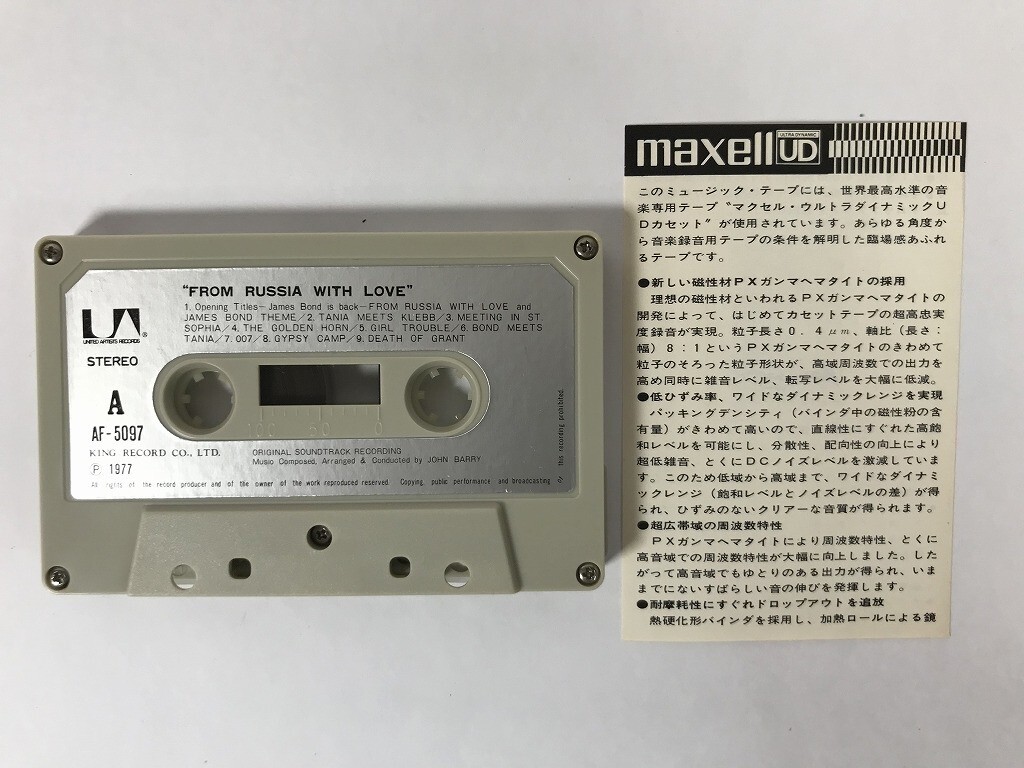 "FROM RUSSIA WITH LOVE"
1. Opening Titles—James Bond is back—FROM RUSSIA WITH LOVE and
JAMES BOND THEME/2. TANIA MEETS KLEBB/3. MEETING IN ST.
SOPHIA/4. THE GOLDEN HORN/5. GIRL TROUBLE/6. BOND MEETS
TANIA/7. 007/8. GYPSY CAMP/9. DEATH OF GRANT
UA®
UNITED ARTISTS RECORDS
STEREO
A
AF-5097
KING RECORD CO., LTD.
Ⓟ 1977
100 50 0
ORIGINAL SOUNDTRACK RECORDING
Music Composed, Arranged & Conducted by JOHN BARRY
All rights of the record producer and of the owner of the work reproduced reserved. Copying, public performance and broadcasting of
this recording prohibited.
maxell UD
ULTRA DYNAMIC
このミュージック・テープには、世界最高水準の音
楽専用テープ〝マクセル・ウルトラダイナミックU
Dカセット〟が使用されています。あらゆる角度か
ら音楽録音用テープの条件を解明した臨場感あふれ
るテープです。
●新しい磁性材PXガンマヘマタイトの採用
理想の磁性材といわれるPXガンマヘマタイトの
開発によって、はじめてカセットテープの超高忠実
度録音が実現。粒子長さ0.4μm、軸比(長さ:
幅)8:1というPXガンマヘマタイトのきわめて
粒子のそろった粒子形状が、高域周波数での出力を
高め同時に雑音レベル、転写レベルを大幅に低減。
●低ひずみ率、ワイドなダイナミックレンジを実現
パッキングデンシティ(バインダ中の磁性粉の含
有量)がきわめて高いので、直線性にすぐれた高飽
和レベルを可能にし、分散性、配向性の向上により
超低雑音、とくにDCノイズレベルを激減していま
す。このため低域から高域まで、ワイドなダイナミ
ックレンジ(飽和レベルとノイズレベルの差)が得
られ、ひずみのないクリアーな音質が得られます。
●超広帯域の周波数特性
PXガンマヘマタイトにより周波数特性、とくに
高音域での周波数特性が大幅に向上しました。した
がって高音域でもゆとりのある出力が得られ、いま
までにないすばらしい音の伸びを発揮します。
●耐摩耗性にすぐれドロップアウトを追放
熱硬化形バインダを採用し、加熱ロールによる鏡